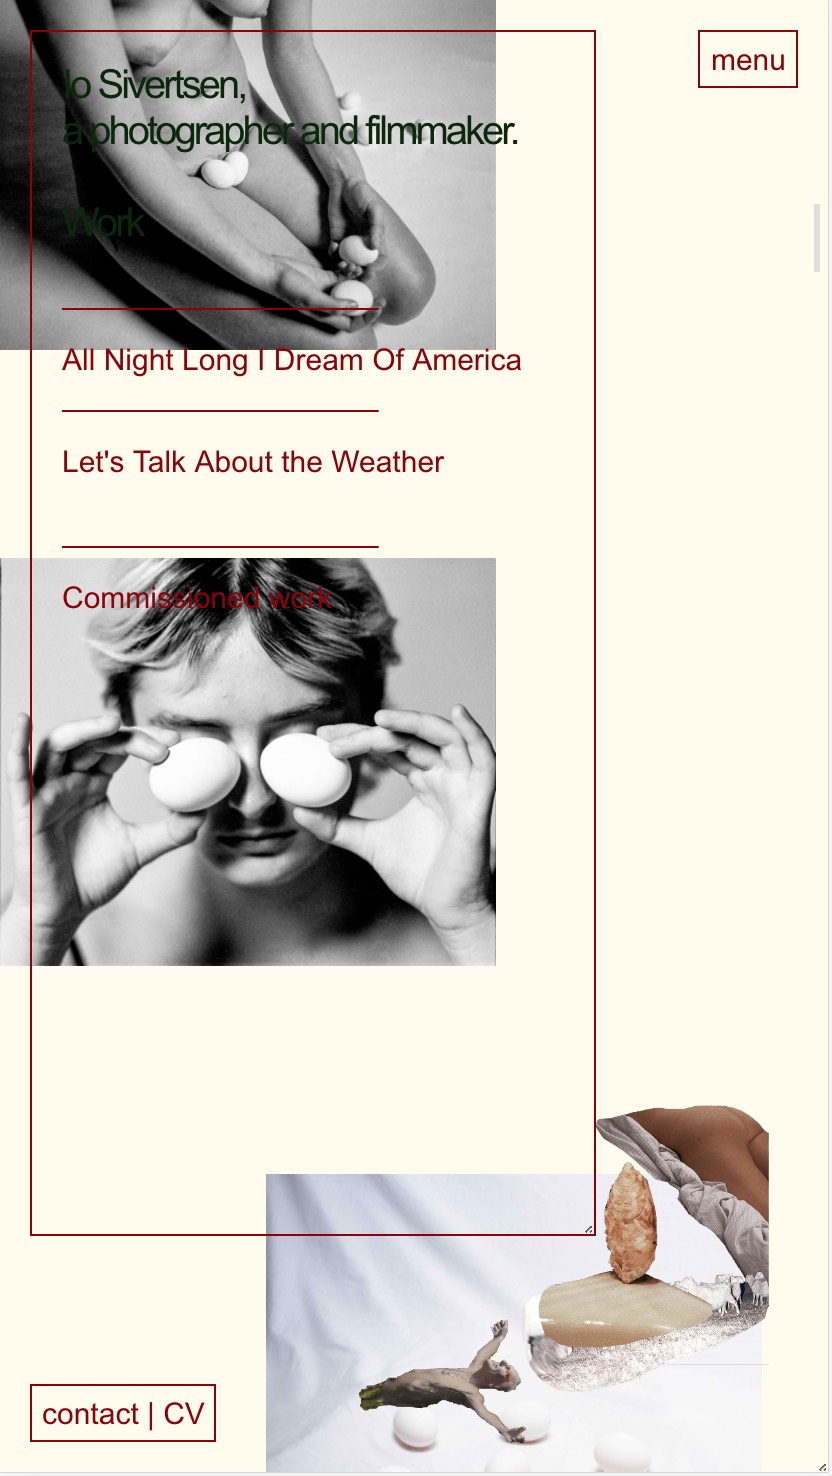 menu
Io Sivertsen,
a photographer and filmmaker.
Work
All Night Long I Dream Of America
Let's Talk About the Weather
Commissioned work
contact | CV